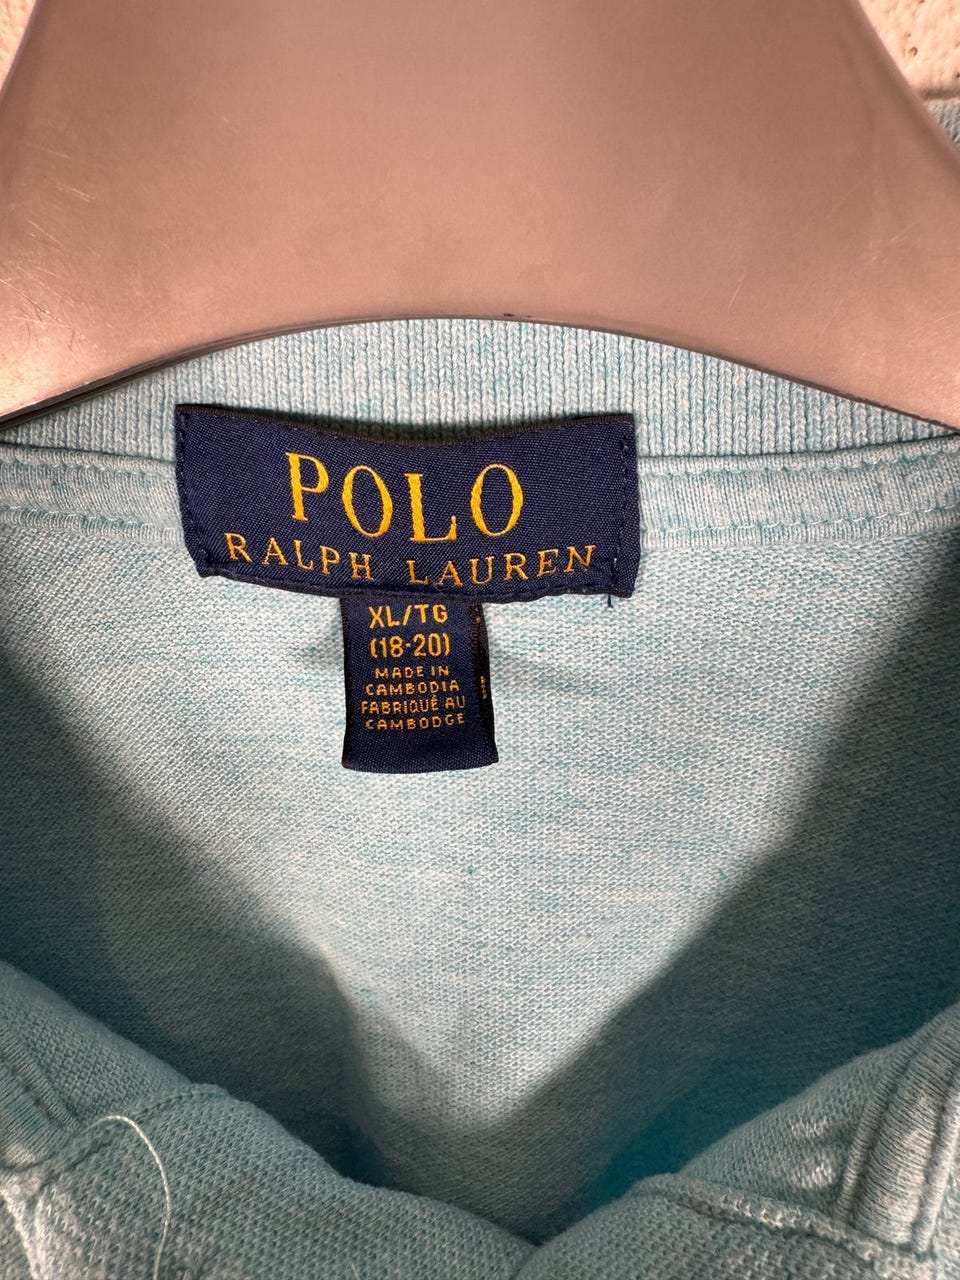 POLO
RALPH LAUREN
XL/TG
(18-20)
MADE IN
CAMBODIA
FABRIQUÉ AU
CAMBODGE